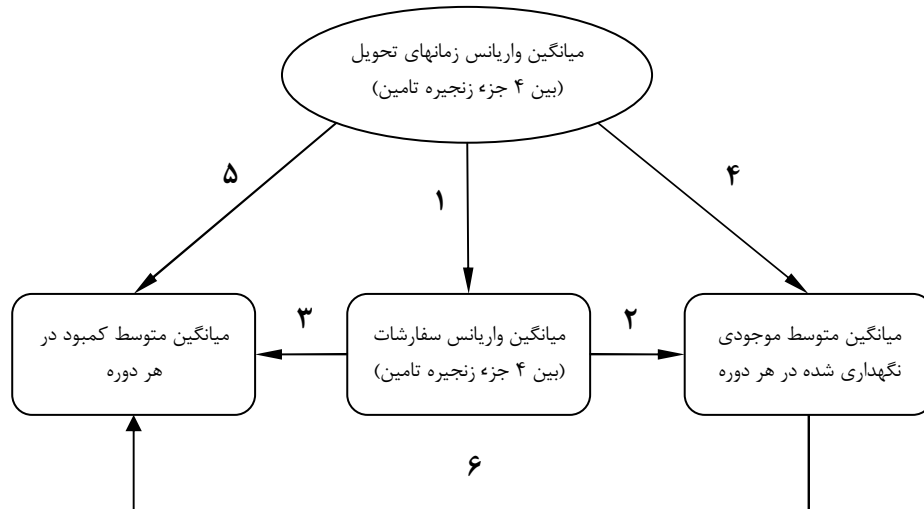 میانگین واریانس زمانهای تحویل
(بین ۴ جزء زنجیره تامین)
۵
۱
۴
میانگین متوسط موجودی
نگهداری شده در هر دوره
۲
میانگین واریانس سفارشات
(بین ۴ جزء زنجیره تامین)
۳
میانگین متوسط کمبود در
هر دوره
۶